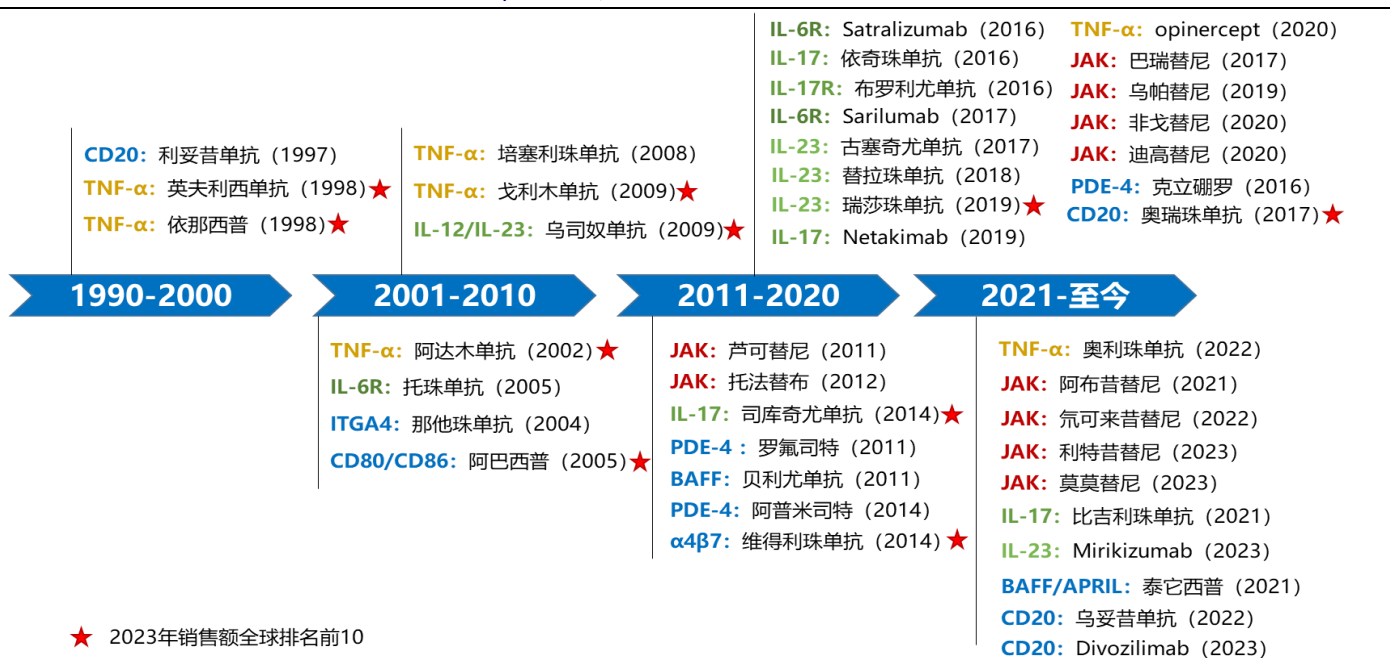 CD20：利妥昔单抗（1997）
TNF-α：英夫利西单抗（1998）
TNF-α：依那西普（1998）
TNF-α：培塞利珠单抗（2008）
TNF-α：戈利木单抗（2009）
IL-12/IL-23：乌司奴单抗（2009）
IL-6R：Satralizumab（2016）
IL-17：依奇珠单抗（2016）
IL-17R：布罗利尤单抗（2016）
IL-6R：Sarilumab（2017）
IL-23：古塞奇尤单抗（2017）
IL-23：替拉珠单抗（2018）
IL-23：瑞莎珠单抗（2019）
IL-17：Netakimab（2019）
TNF-α：opinercept（2020）
JAK：巴瑞替尼（2017）
JAK：乌帕替尼（2019）
JAK：非戈替尼（2020）
JAK：迪高替尼（2020）
PDE-4：克立硼罗（2016）
CD20：奥瑞珠单抗（2017）
1990-2000
2001-2010
2011-2020
2021-至今
TNF-α：阿达木单抗（2002）
IL-6R：托珠单抗（2005）
ITGA4：那他珠单抗（2004）
CD80/CD86：阿巴西普（2005）
JAK：芦可替尼（2011）
JAK：托法替布（2012）
IL-17：司库奇尤单抗（2014）
PDE-4：罗氟司特（2011）
BAFF：贝利尤单抗（2011）
PDE-4：阿普米司特（2014）
α4β7：维得利珠单抗（2014）
TNF-α：奥利珠单抗（2022）
JAK：阿布昔替尼（2021）
JAK：氘可来昔替尼（2022）
JAK：利特昔替尼（2023）
JAK：莫莫替尼（2023）
IL-17：比吉利珠单抗（2021）
IL-23：Mirikizumab（2023）
BAFF/APRIL：泰它西普（2021）
CD20：乌妥昔单抗（2022）
CD20：Divozilimab（2023）
2023年销售额全球排名前10